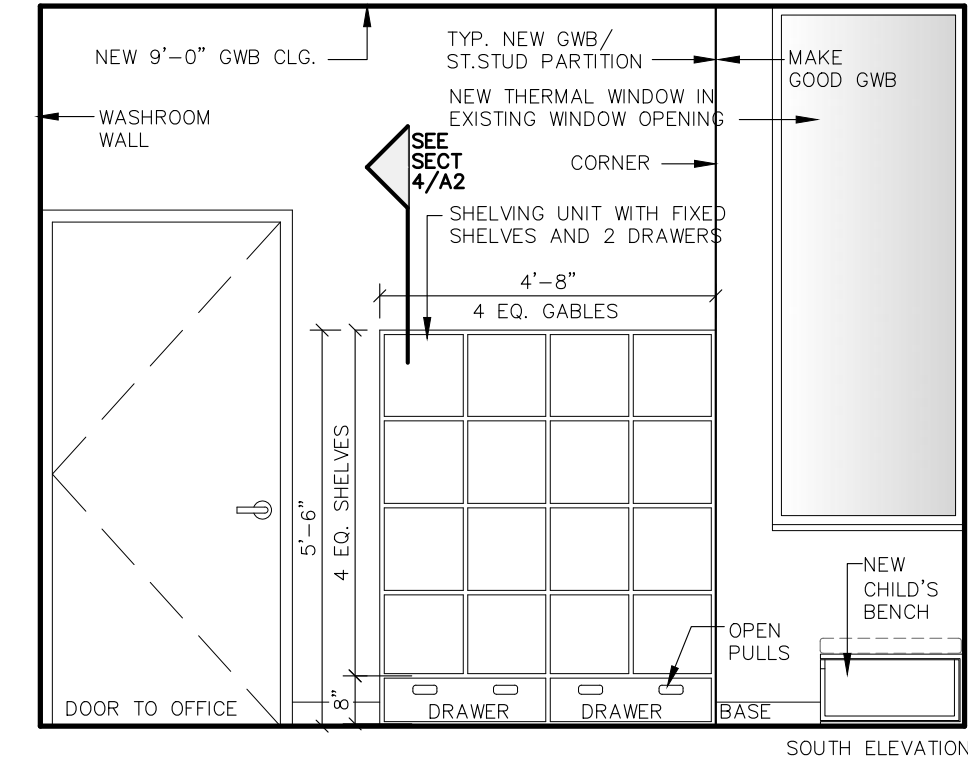 NEW 9'-0" GWB CLG.
TYP. NEW GWB/
ST.STUD PARTITION
MAKE
GOOD GWB
WASHROOM
WALL
NEW THERMAL WINDOW IN
EXISTING WINDOW OPENING
SEE
SECT
4/A2
CORNER
SHELVING UNIT WITH FIXED
SHELVES AND 2 DRAWERS
4'-8"
4 EQ. GABLES
5'-6"
4 EQ. SHELVES
8"
NEW
CHILD'S
BENCH
OPEN
PULLS
DOOR TO OFFICE
DRAWER
DRAWER
BASE
SOUTH ELEVATION